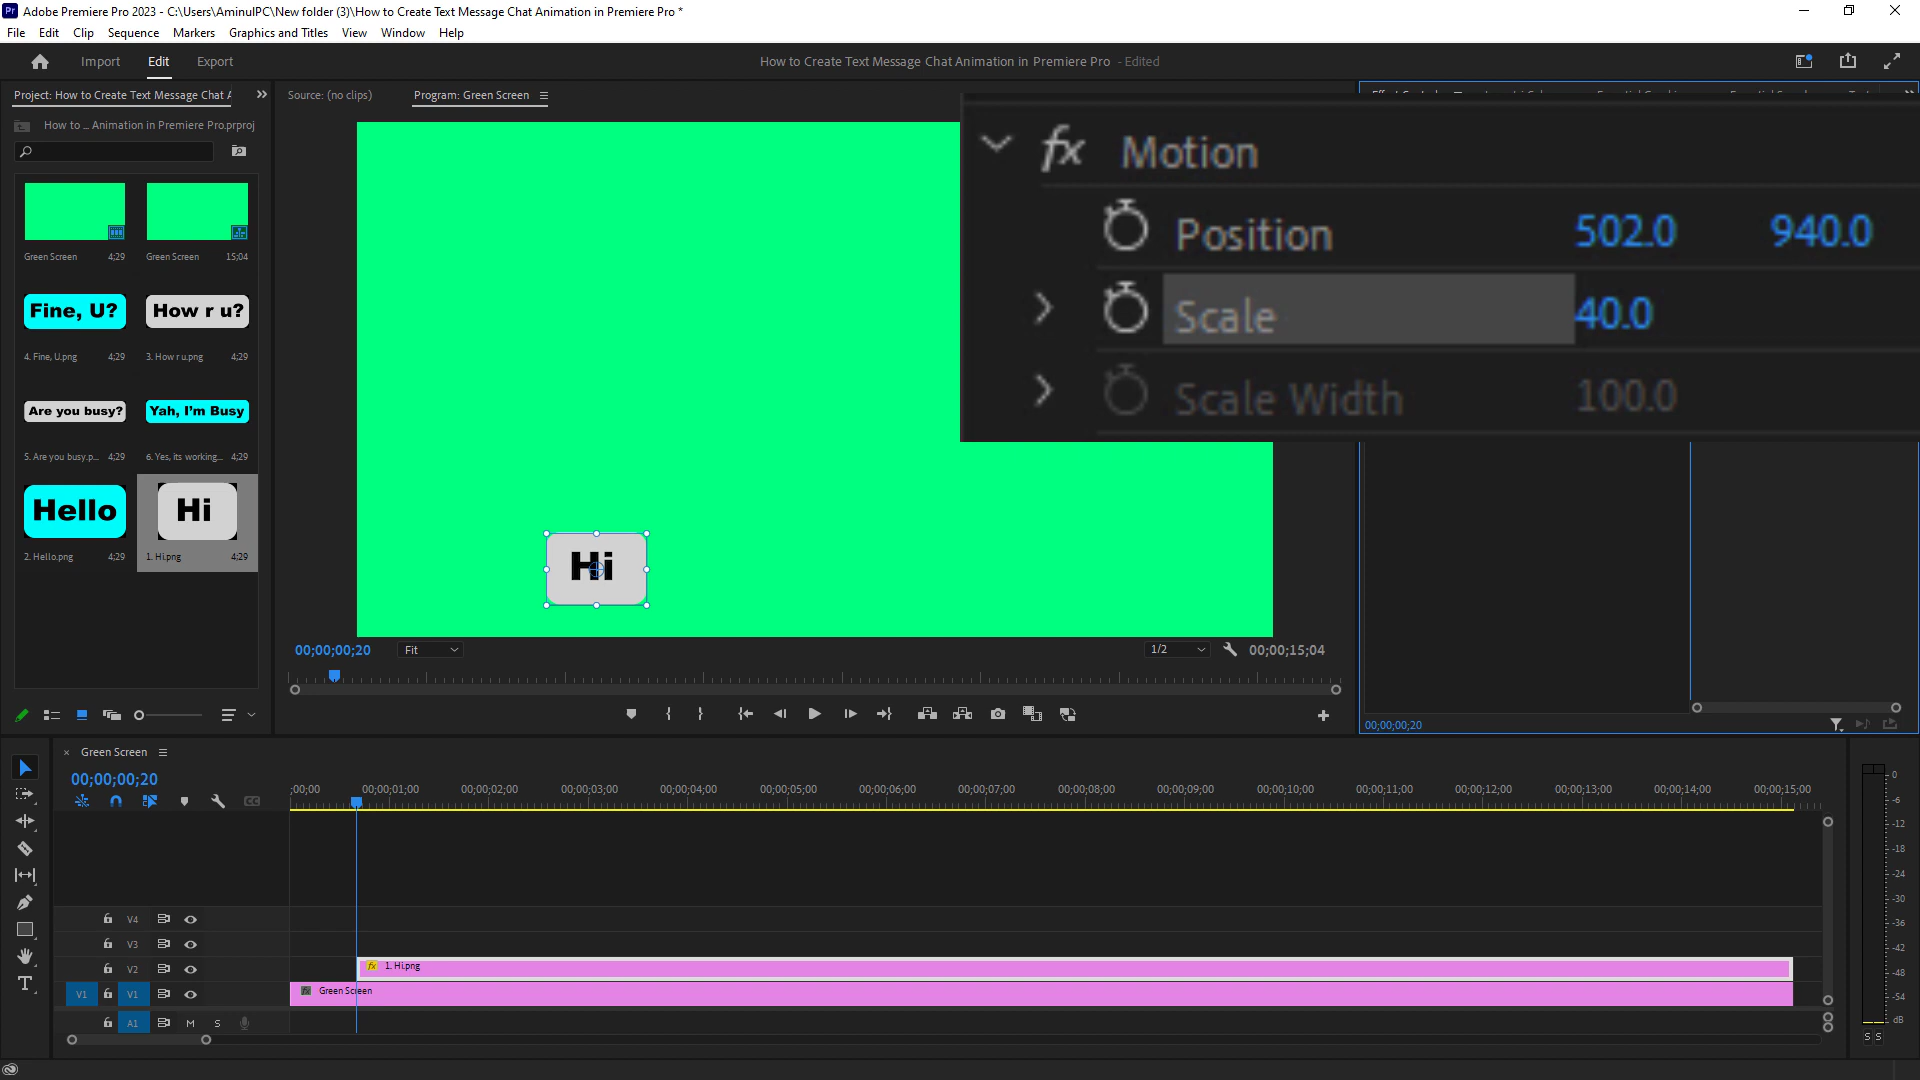 Adobe Premiere Pro 2023 - C:\Users\AminulPC\New folder (3)\How to Create Text Message Chat Animation in Premiere Pro *
File Edit Clip Sequence Markers Graphics and Titles View Window Help
Import Edit Export
How to Create Text Message Chat Animation in Premiere Pro - Edited
Project: How to Create Text Message Chat A
Source: (no clips)
Program: Green Screen
How to ... Animation in Premiere Pro.prproj
Green Screen 4;29
Green Screen 15;04
Fine, U?
How r u?
4. Fine, U.png 4;29
3. How r u.png 4;29
Are you busy?
Yah, I'm Busy
5. Are you busy.p... 4;29
6. Yes, its working... 4;29
Hello
Hi
2. Hello.png 4;29
1. Hi.png 4;29
Hi
fx Motion
Position 502.0 940.0
Scale 40.0
Scale Width 100.0
00;00;00;20
Fit
1/2
00;00;15;04
00;00;00;20
Green Screen
00;00;00;20
;00;00 00;00;01;00 00;00;02;00 00;00;03;00 00;00;04;00 00;00;05;00 00;00;06;00 00;00;07;00 00;00;08;00 00;00;09;00 00;00;10;00 00;00;11;00 00;00;12;00 00;00;13;00 00;00;14;00 00;00;15;00
V4
V3
V2
fx 1. Hi.png
V1 V1
fx Green Screen
A1 M S
0
-6
-12
-18
-24
-30
-36
-42
-48
-54
dB
S S